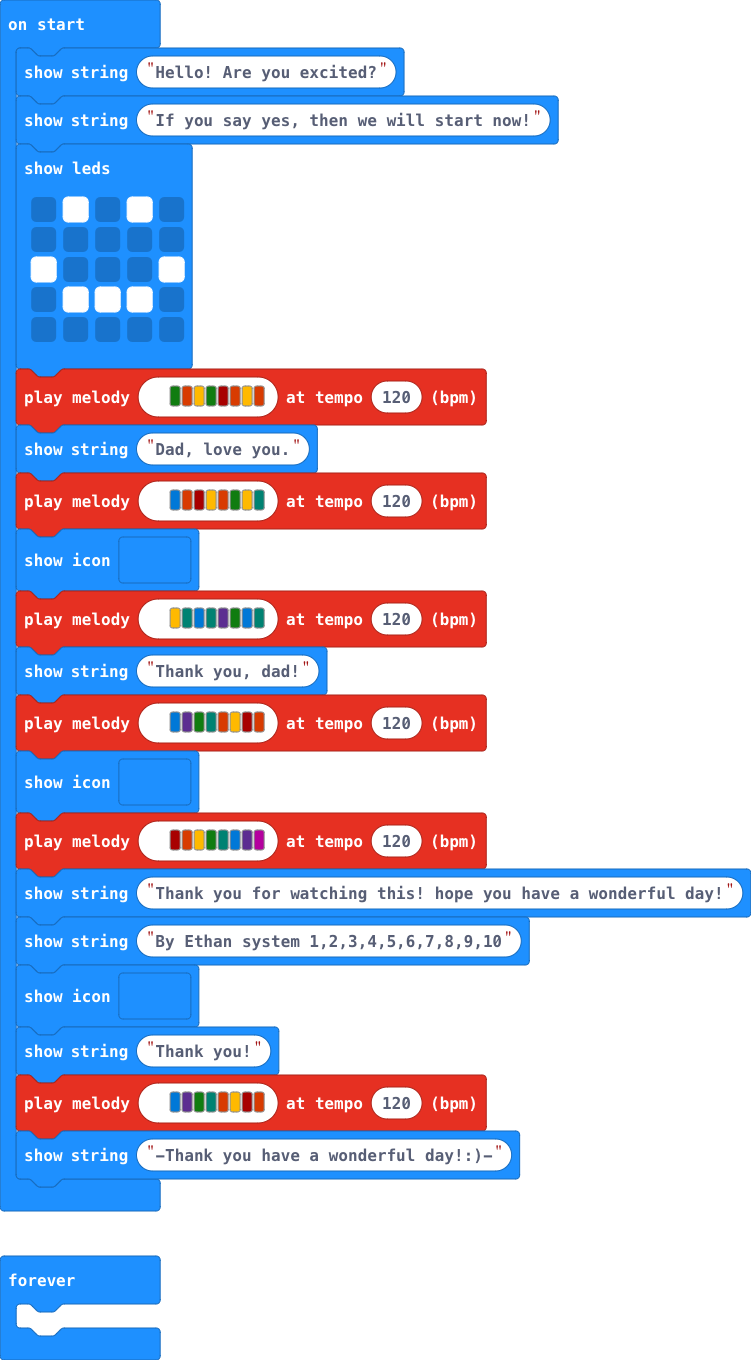 on start
show string "Hello! Are you excited?"
show string "If you say yes, then we will start now!"
show leds
play melody at tempo 120 (bpm)
show string "Dad, love you."
play melody at tempo 120 (bpm)
show icon
play melody at tempo 120 (bpm)
show string "Thank you, dad!"
play melody at tempo 120 (bpm)
show icon
play melody at tempo 120 (bpm)
show string "Thank you for watching this! hope you have a wonderful day!"
show string "By Ethan system 1,2,3,4,5,6,7,8,9,10"
show icon
show string "Thank you!"
play melody at tempo 120 (bpm)
show string "-Thank you have a wonderful day!:)-"
forever